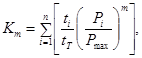 $K_m = \sum_{i=1}^{n} \left[ \frac{t_i}{t_T} \left( \frac{P_i}{P_{\max}} \right)^m \right],$